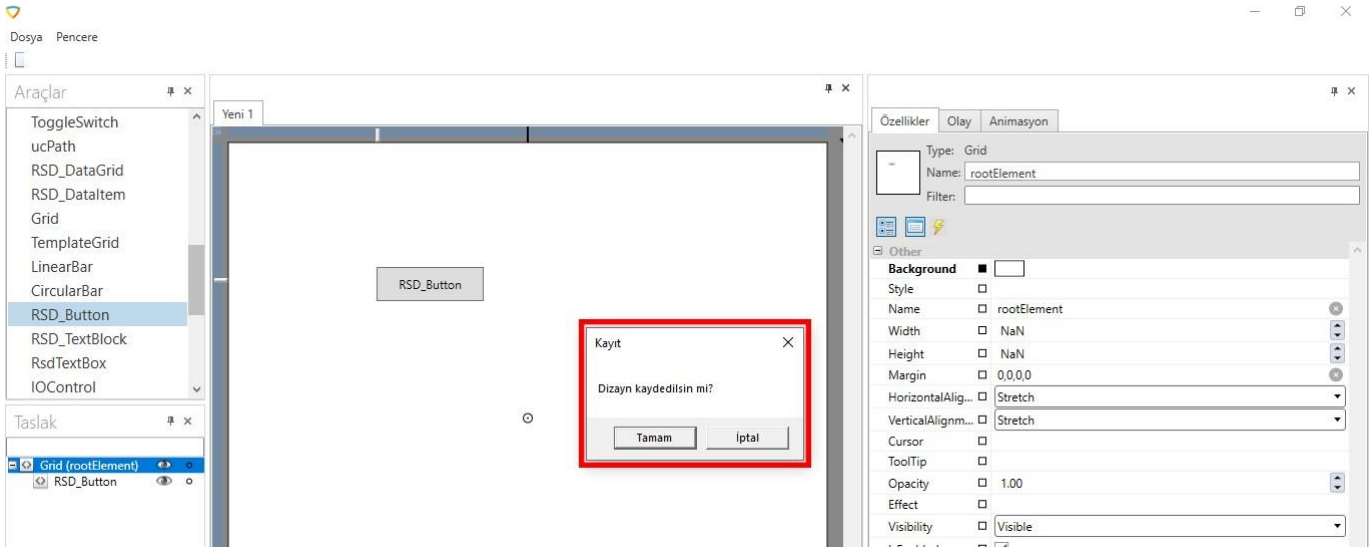 Dosya Pencere
Araçlar
ToggleSwitch
ucPath
RSD_DataGrid
RSD_DataItem
Grid
TemplateGrid
LinearBar
CircularBar
RSD_Button
RSD_TextBlock
RsdTextBox
IOControl
Taslak
Grid (rootElement)
RSD_Button
Yeni 1
RSD_Button
Kayıt
Dizayn kaydedilsin mi?
Tamam İptal
Özellikler Olay Animasyon
Type: Grid
Name: rootElement
Filter:
Other
Background
Style
Name rootElement
Width NaN
Height NaN
Margin 0,0,0,0
HorizontalAlig... Stretch
VerticalAlignm... Stretch
Cursor
ToolTip
Opacity 1.00
Effect
Visibility Visible